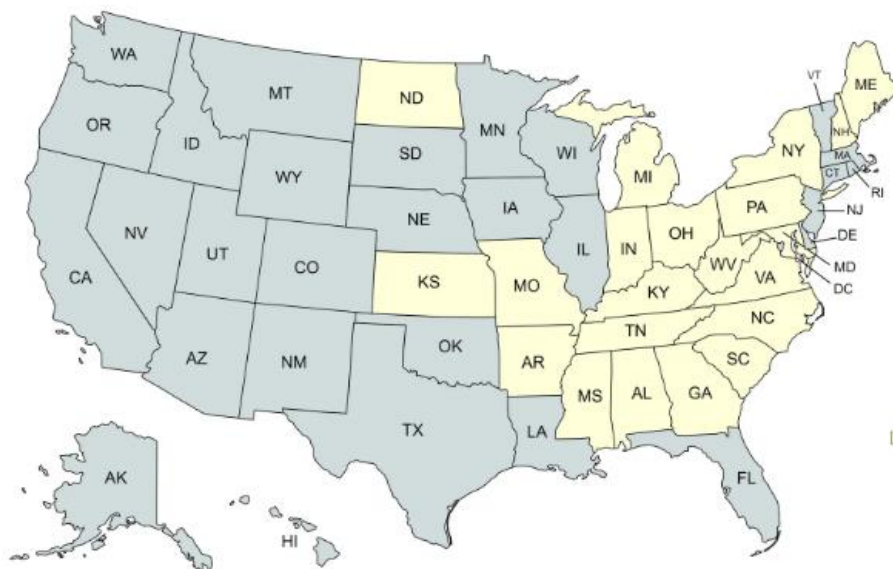 WA
MT
ND
MN
VT
ME
OR
ID
SD
WI
NH
NY
MA
WY
MI
CT
RI
IA
PA
NE
NJ
NV
IL
IN
OH
DE
UT
CO
WV
MD
CA
KS
MO
VA
DC
KY
NC
TN
OK
AZ
NM
AR
SC
MS
AL
GA
TX
LA
FL
AK
HI